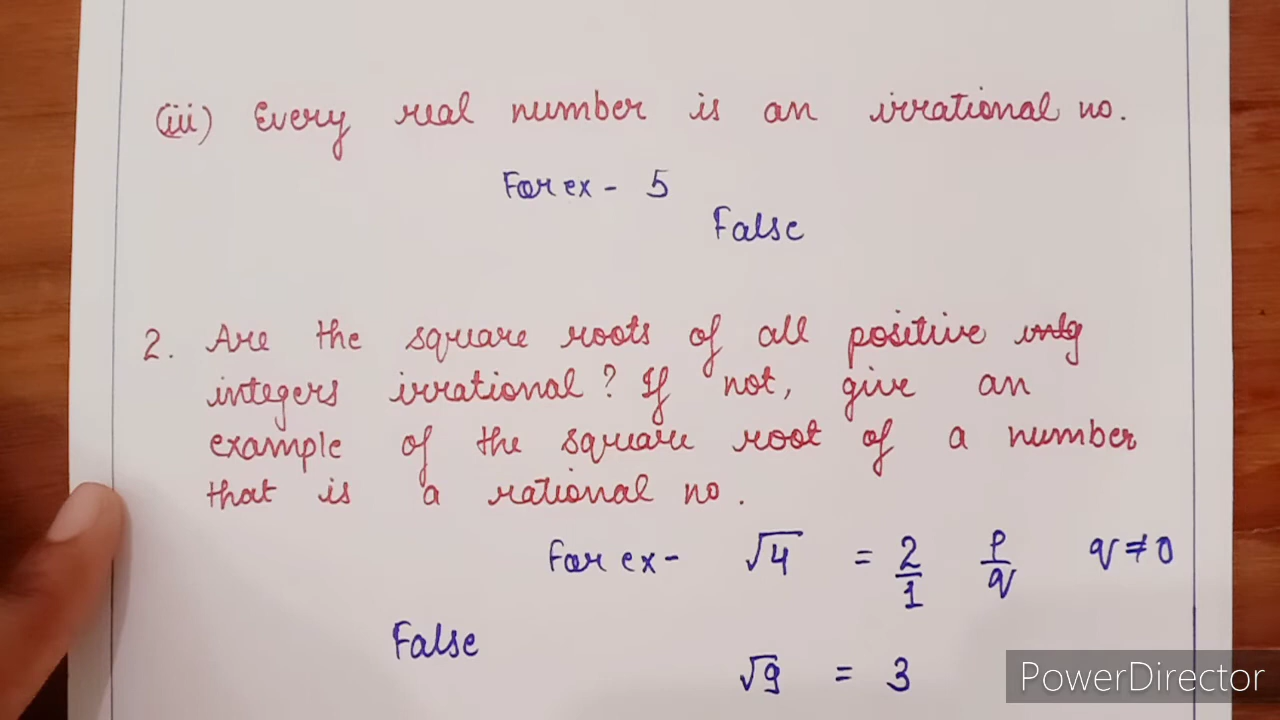 (iii) Every real number is an irrational no.
For ex - 5
False
2. Are the square roots of all positive intg
integers irrational? If not, give an
example of the square root of a number
that is a rational no.
For ex- √4 = 2/1 p/q q≠0
False
√9 = 3
PowerDirector